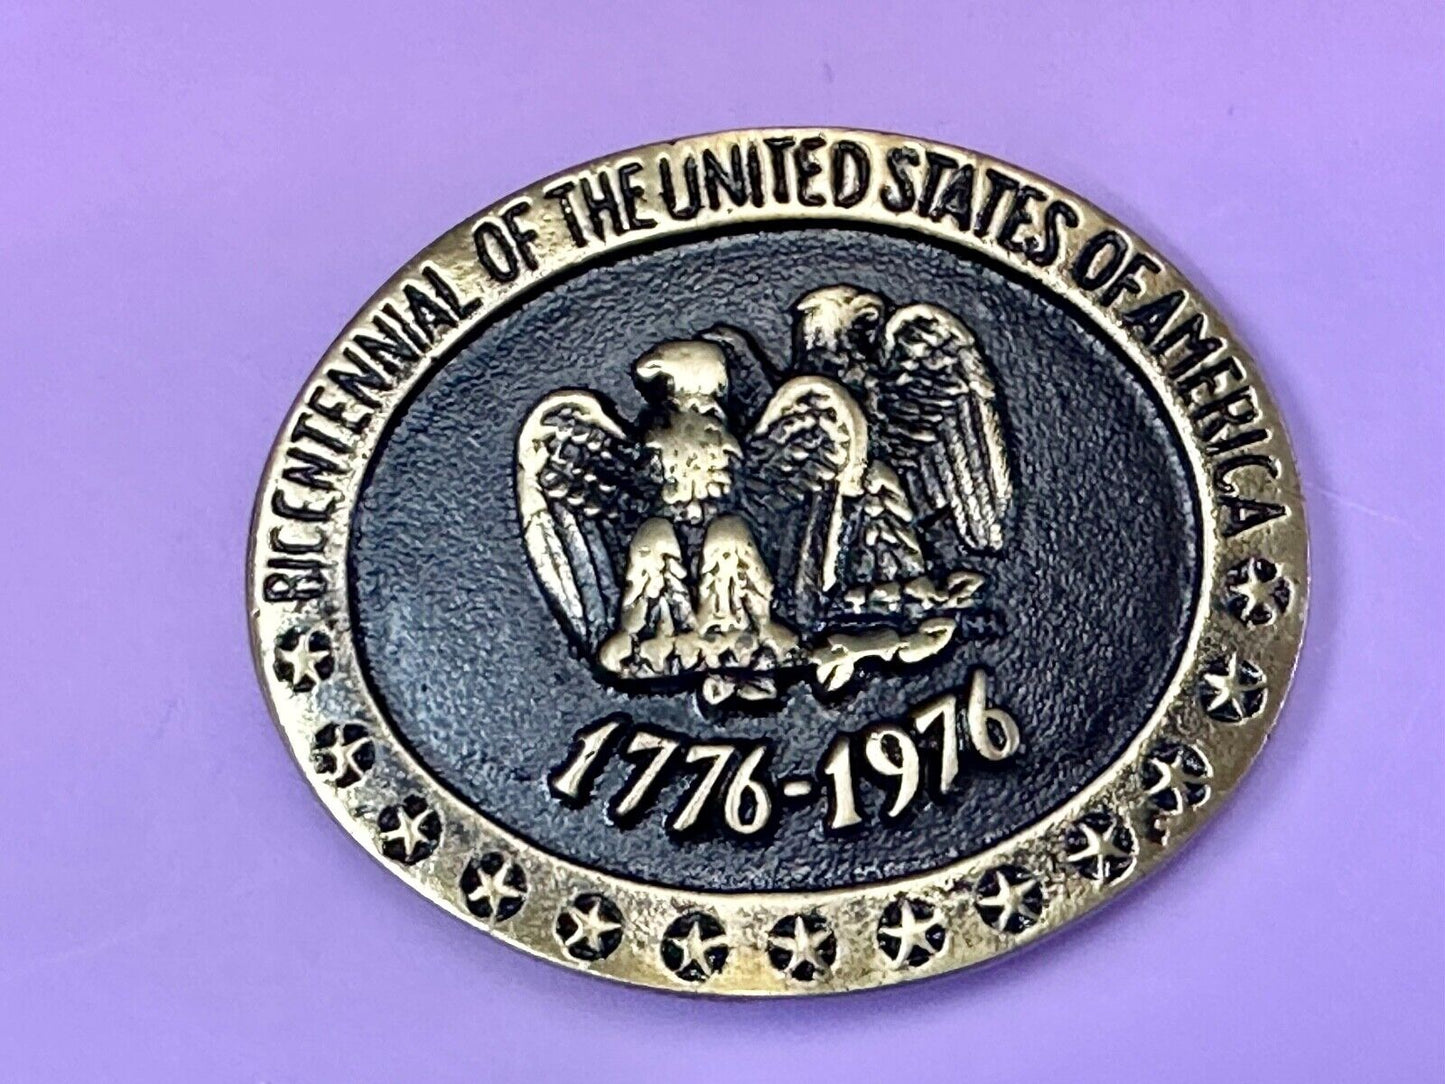 BICENTENNIAL OF THE UNITED STATES OF AMERICA
1776-1976